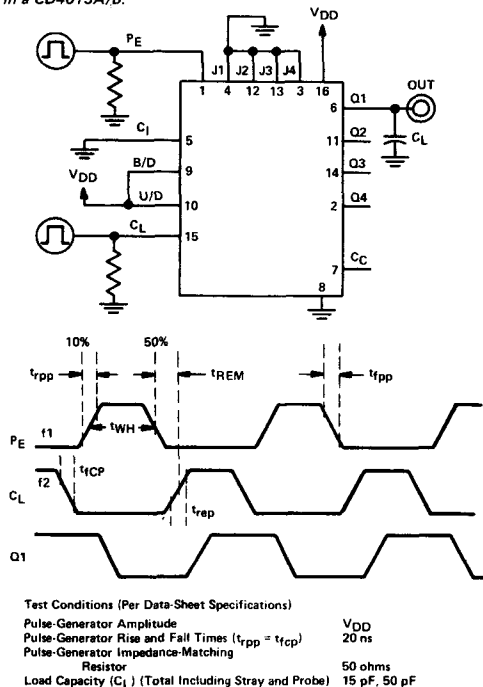 in a CD4015A/D.
PE
J1 J2 J3 J4
VDD
1 4 12 13 3 16
OUT
6 Q1
CL
CI
5
11 Q2
B/D
9
14 Q3
VDD
U/D
10
2 Q4
CL
15
7 CC
8
10% 50%
trpp tREM tfpp
f1 tWH
PE
tfCP
f2
CL
trep
Q1
Test Conditions (Per Data-Sheet Specifications)
Pulse-Generator Amplitude VDD
Pulse-Generator Rise and Fall Times (trpp = tfcp) 20 ns
Pulse-Generator Impedance-Matching
Resistor 50 ohms
Load Capacity (CL) (Total Including Stray and Probe) 15 pF, 50 pF